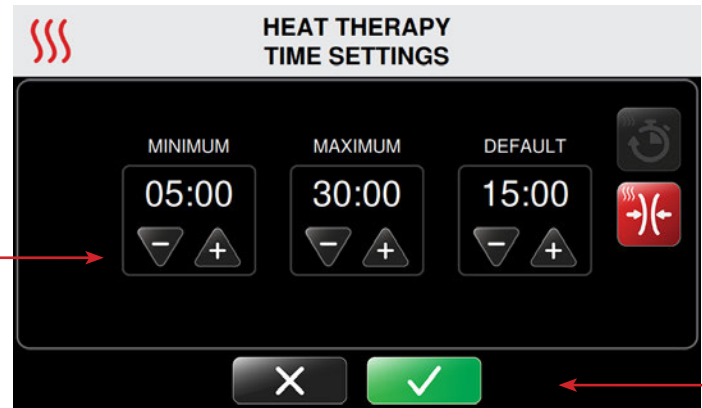 HEAT THERAPY
TIME SETTINGS
MINIMUM MAXIMUM DEFAULT
05:00 30:00 15:00
- + - + - +